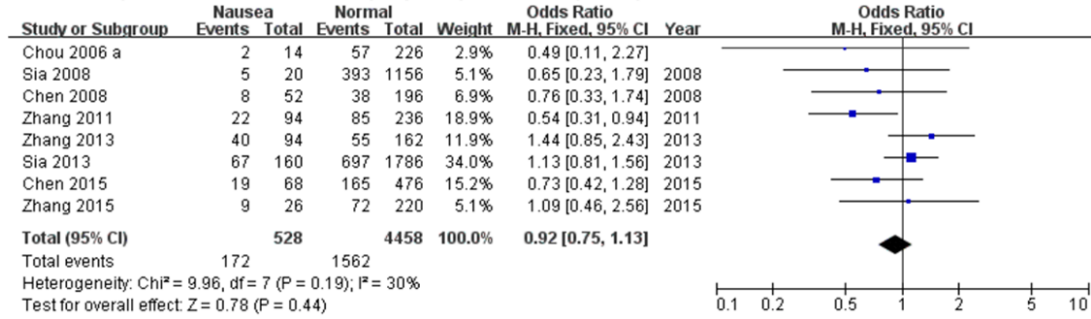 Nausea Normal Odds Ratio Odds Ratio
Study or Subgroup Events Total Events Total Weight M-H, Fixed, 95% CI Year M-H, Fixed, 95% CI
Chou 2006 a 2 14 57 226 2.9% 0.49 [0.11, 2.27]
Sia 2008 5 20 393 1156 5.1% 0.65 [0.23, 1.79] 2008
Chen 2008 8 52 38 196 6.9% 0.76 [0.33, 1.74] 2008
Zhang 2011 22 94 85 236 18.9% 0.54 [0.31, 0.94] 2011
Zhang 2013 40 94 55 162 11.9% 1.44 [0.85, 2.43] 2013
Sia 2013 67 160 697 1786 34.0% 1.13 [0.81, 1.56] 2013
Chen 2015 19 68 165 476 15.2% 0.73 [0.42, 1.28] 2015
Zhang 2015 9 26 72 220 5.1% 1.09 [0.46, 2.56] 2015
Total (95% CI) 528 4458 100.0% 0.92 [0.75, 1.13]
Total events 172 1562
Heterogeneity: Chi² = 9.96, df = 7 (P = 0.19); I² = 30%
Test for overall effect: Z = 0.78 (P = 0.44)
0.1 0.2 0.5 1 2 5 10